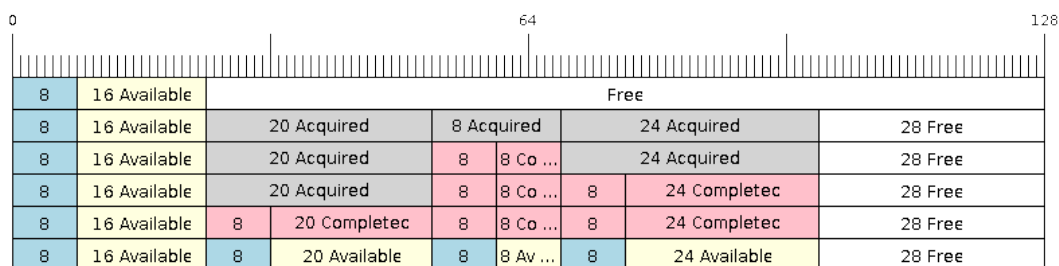 0 64 128
8 16 Available Free
8 16 Available 20 Acquired 8 Acquired 24 Acquired 28 Free
8 16 Available 20 Acquired 8 8 Co ... 24 Acquired 28 Free
8 16 Available 20 Acquired 8 8 Co ... 8 24 Completec 28 Free
8 16 Available 8 20 Completec 8 8 Co ... 8 24 Completec 28 Free
8 16 Available 8 20 Available 8 8 Av ... 8 24 Available 28 Free